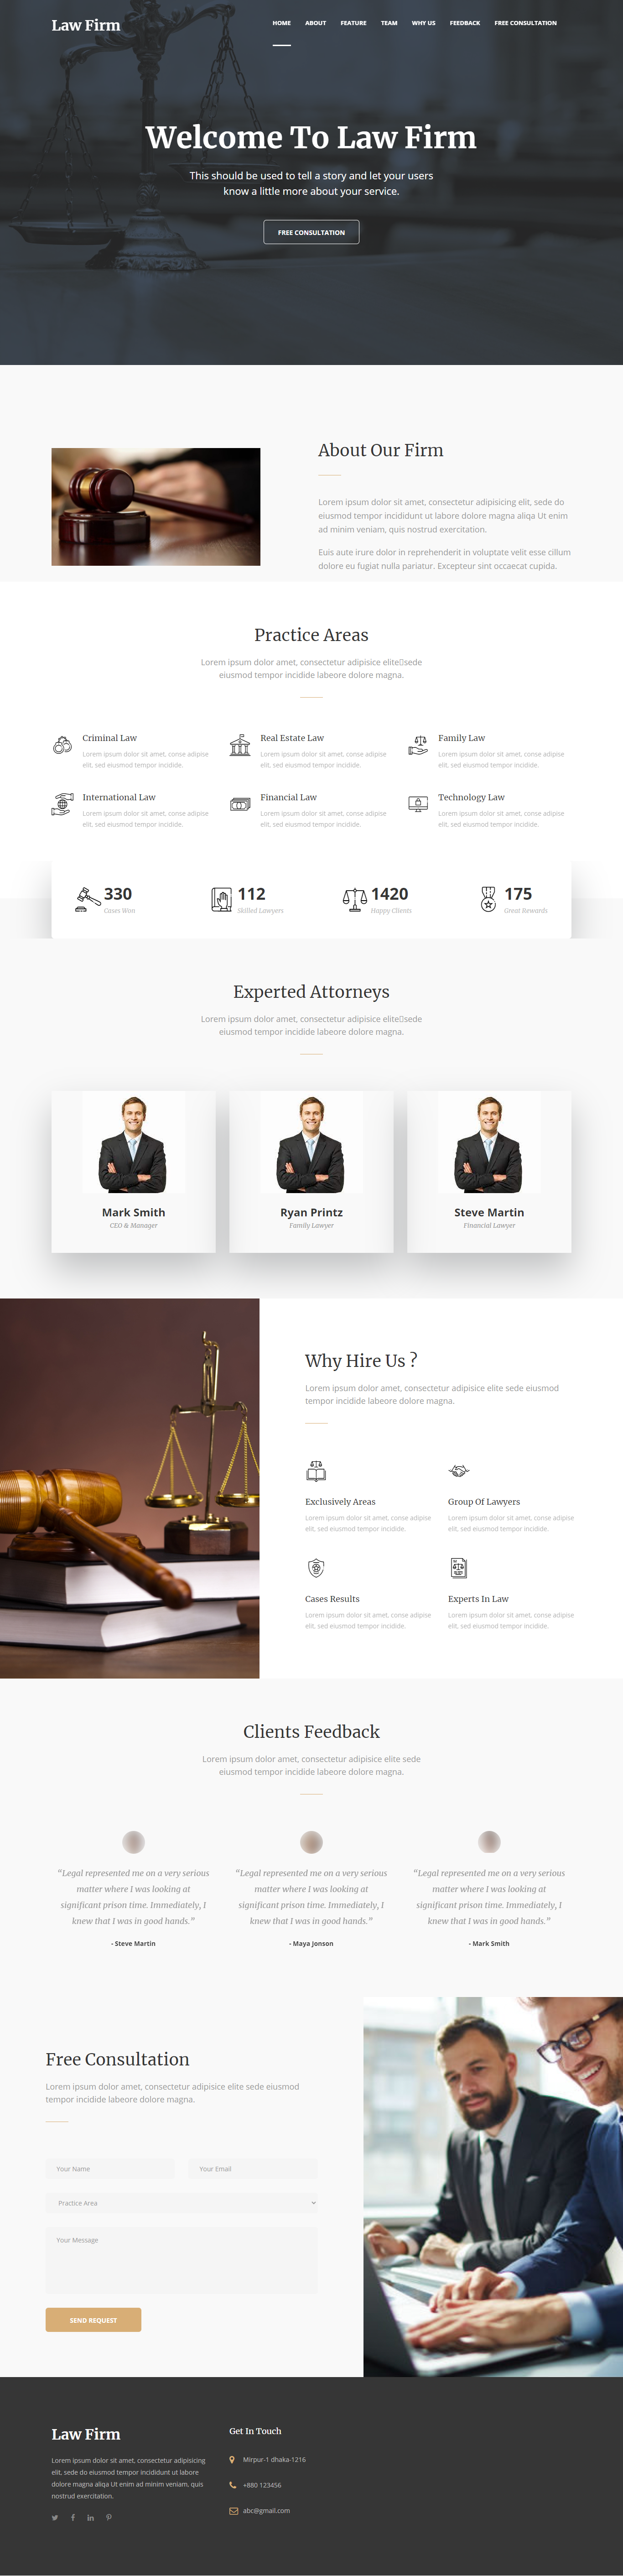 Law Firm
HOME ABOUT FEATURE TEAM WHY US FEEDBACK FREE CONSULTATION
Welcome To Law Firm
This should be used to tell a story and let your users
know a little more about your service.
FREE CONSULTATION
About Our Firm
Lorem ipsum dolor sit amet, consectetur adipisicing elit, sede do
eiusmod tempor incididunt ut labore dolore magna aliqa Ut enim
ad minim veniam, quis nostrud exercitation.
Euis aute irure dolor in reprehenderit in voluptate velit esse cillum
dolore eu fugiat nulla pariatur. Excepteur sint occaecat cupida.
Practice Areas
Lorem ipsum dolor amet, consectetur adipisice elite sede
eiusmod tempor incidide labeore dolore magna.
Criminal Law
Lorem ipsum dolor sit amet, conse adipise
elit, sed eiusmod tempor incidide.
Real Estate Law
Lorem ipsum dolor sit amet, conse adipise
elit, sed eiusmod tempor incidide.
Family Law
Lorem ipsum dolor sit amet, conse adipise
elit, sed eiusmod tempor incidide.
International Law
Lorem ipsum dolor sit amet, conse adipise
elit, sed eiusmod tempor incidide.
Financial Law
Lorem ipsum dolor sit amet, conse adipise
elit, sed eiusmod tempor incidide.
Technology Law
Lorem ipsum dolor sit amet, conse adipise
elit, sed eiusmod tempor incidide.
330
Cases Won
112
Skilled Lawyers
1420
Happy Clients
175
Great Rewards
Experted Attorneys
Lorem ipsum dolor amet, consectetur adipisice elite sede
eiusmod tempor incidide labeore dolore magna.
Mark Smith
CEO & Manager
Ryan Printz
Family Lawyer
Steve Martin
Financial Lawyer
Why Hire Us ?
Lorem ipsum dolor amet, consectetur adipisice elite sede eiusmod
tempor incidide labeore dolore magna.
Exclusively Areas
Lorem ipsum dolor sit amet, conse adipise
elit, sed eiusmod tempor incidide.
Group Of Lawyers
Lorem ipsum dolor sit amet, conse adipise
elit, sed eiusmod tempor incidide.
Cases Results
Lorem ipsum dolor sit amet, conse adipise
elit, sed eiusmod tempor incidide.
Experts In Law
Lorem ipsum dolor sit amet, conse adipise
elit, sed eiusmod tempor incidide.
Clients Feedback
Lorem ipsum dolor amet, consectetur adipisice elite sede
eiusmod tempor incidide labeore dolore magna.
“Legal represented me on a very serious
matter where I was looking at
significant prison time. Immediately, I
knew that I was in good hands.”
- Steve Martin
“Legal represented me on a very serious
matter where I was looking at
significant prison time. Immediately, I
knew that I was in good hands.”
- Maya Jonson
“Legal represented me on a very serious
matter where I was looking at
significant prison time. Immediately, I
knew that I was in good hands.”
- Mark Smith
Free Consultation
Lorem ipsum dolor amet, consectetur adipisice elite sede eiusmod
tempor incidide labeore dolore magna.
Your Name
Your Email
Practice Area
Your Message
SEND REQUEST
Law Firm
Lorem ipsum dolor sit amet, consectetur adipisicing
elit, sede do eiusmod tempor incididunt ut labore
dolore magna aliqa Ut enim ad minim veniam, quis
nostrud exercitation.
Get In Touch
Mirpur-1 dhaka-1216
+880 123456
abc@gmail.com